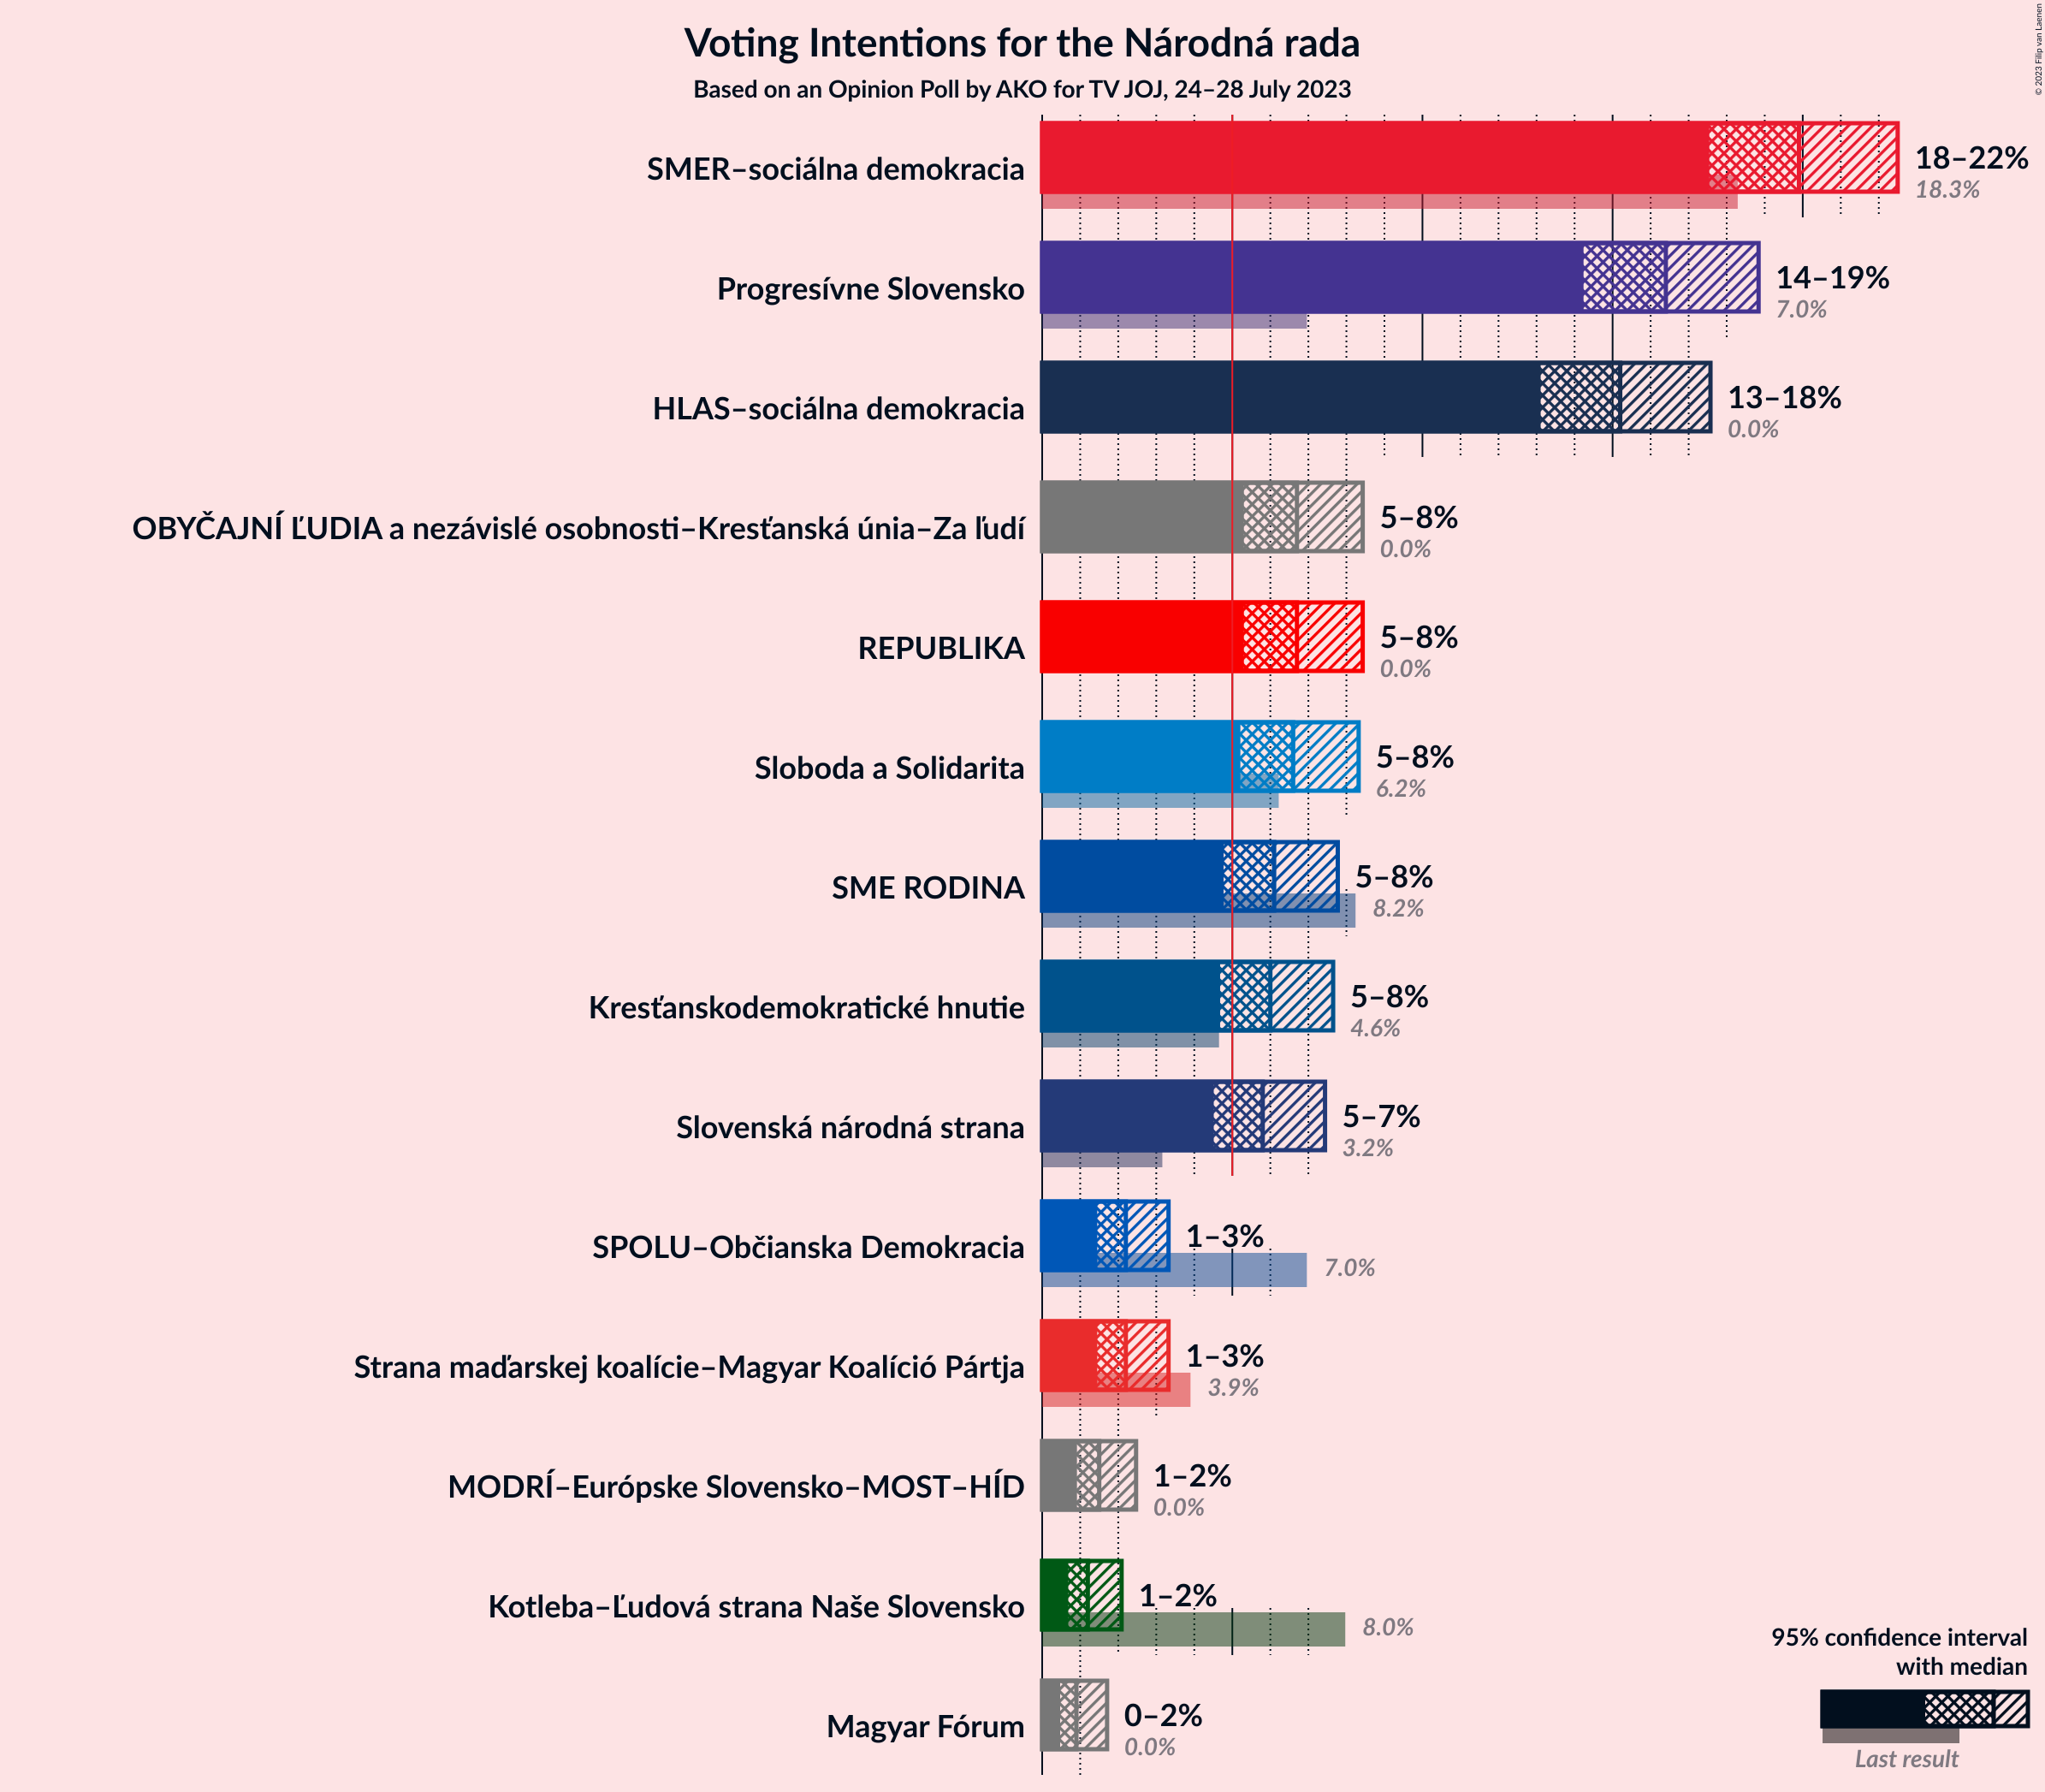 Voting Intentions for the Národná rada
Based on an Opinion Poll by AKO for TV JOJ, 24–28 July 2023
© 2023 Filip van Laenen
SMER–sociálna demokracia
18–22%
18.3%
Progresívne Slovensko
14–19%
7.0%
HLAS–sociálna demokracia
13–18%
0.0%
OBYČAJNÍ ĽUDIA a nezávislé osobnosti–Kresťanská únia–Za ľudí
5–8%
0.0%
REPUBLIKA
5–8%
0.0%
Sloboda a Solidarita
5–8%
6.2%
SME RODINA
5–8%
8.2%
Kresťanskodemokratické hnutie
5–8%
4.6%
Slovenská národná strana
5–7%
3.2%
SPOLU–Občianska Demokracia
1–3%
7.0%
Strana maďarskej koalície–Magyar Koalíció Pártja
1–3%
3.9%
MODRÍ–Európske Slovensko–MOST–HÍD
1–2%
0.0%
Kotleba–Ľudová strana Naše Slovensko
1–2%
8.0%
Magyar Fórum
0–2%
0.0%
95% confidence interval
with median
Last result